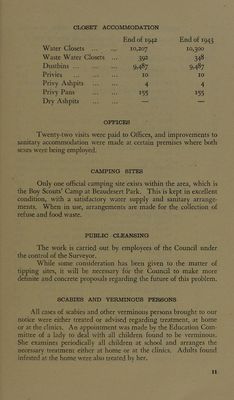 CLOSET ACCOMMODATION
End of 1942 End of 1943
Water Closets ... ... 10,207 10,300
Waste Water Closets ... 392 348
Dustbins ... ... ... 9,487 9,487
Privies ... ... 10 10
Privy Ashpits ... ... 4 4
Privy Pans ... ... 155 155
Dry Ashpits ... ... — —
OFFICES
Twenty-two visits were paid to Offices, and improvements to
sanitary accommodation were made at certain premises where both
sexes were being employed.
CAMPING SITES
Only one official camping site exists within the area, which is
the Boy Scouts' Camp at Beaudesert Park. This is kept in excellent
condition, with a satisfactory water supply and sanitary arrange-
ments. When in use, arrangements are made for the collection of
refuse and food waste.
PUBLIC CLEANSING
The work is carried out by employees of the Council under
the control of the Surveyor.
While some consideration has been given to the matter of
tipping sites, it will be necessary for the Council to make more
definite and concrete proposals regarding the future of this problem.
SCABIES AND VERMINOUS PERSONS
All cases of scabies and other verminous persons brought to our
notice were either treated or advised regarding treatment, at home
or at the clinics. An appointment was made by the Education Com-
mittee of a lady to deal with all children found to be verminous.
She examines periodically all children at school and arranges the
necessary treatment either at home or at the clinics. Adults found
infested at the home were also treated by her.
11